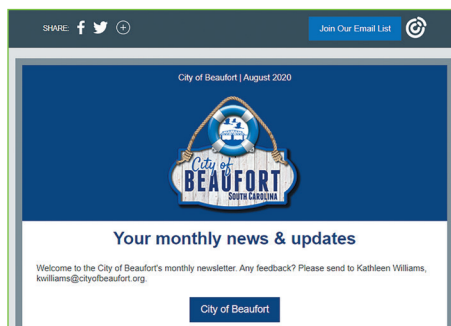 SHARE:
Join Our Email List
City of Beaufort | August 2020
City of
BEAUFORT
SOUTH CAROLINA
Your monthly news & updates
Welcome to the City of Beaufort's monthly newsletter. Any feedback? Please send to Kathleen Williams,
kwilliams@cityofbeaufort.org.
City of Beaufort